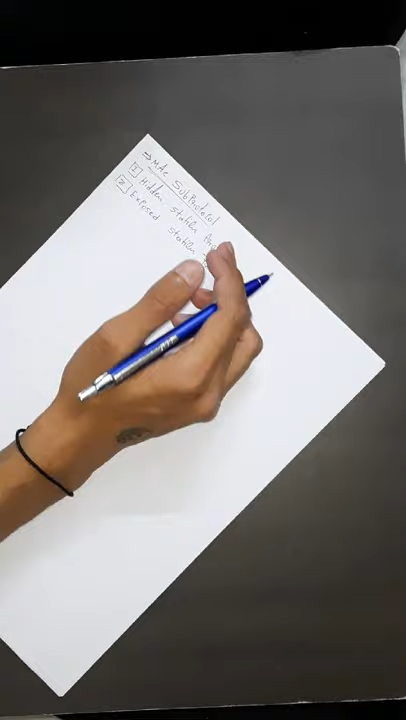 → MAC SubProtocol
1 Hidden Station
2 Exposed Station